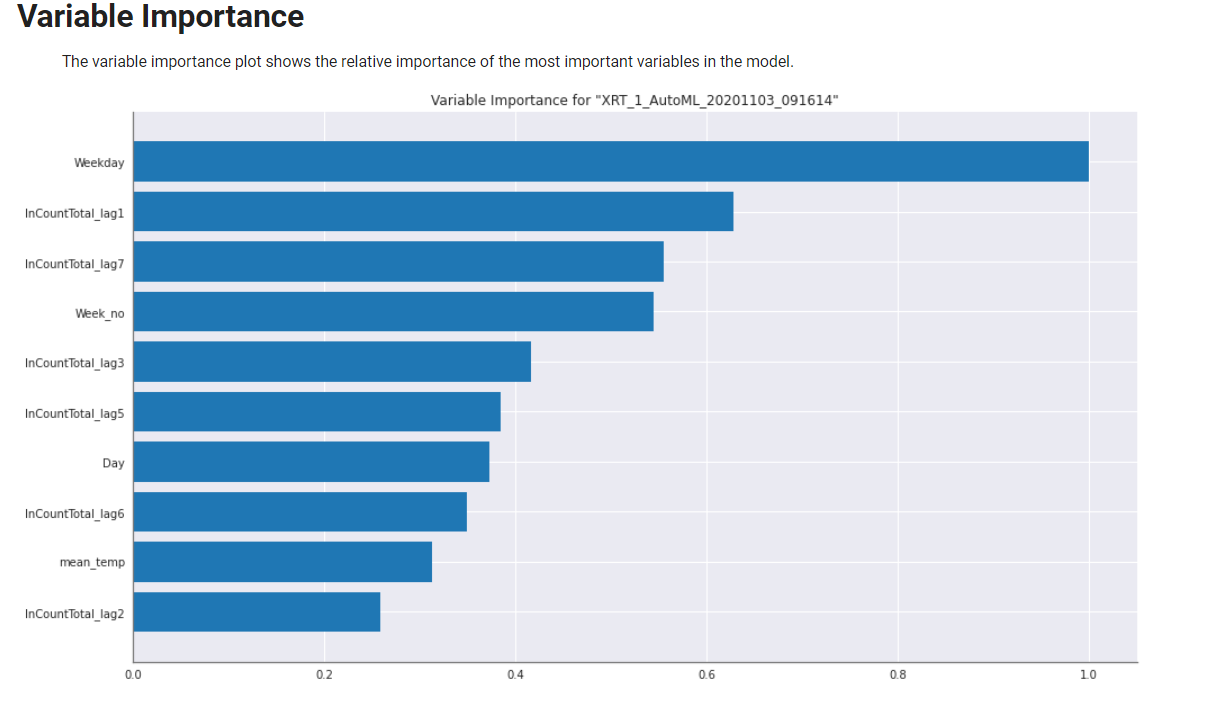 Variable Importance
The variable importance plot shows the relative importance of the most important variables in the model.
Variable Importance for "XRT_1_AutoML_20201103_091614"
Weekday
InCountTotal_lag1
InCountTotal_lag7
Week_no
InCountTotal_lag3
InCountTotal_lag5
Day
InCountTotal_lag6
mean_temp
InCountTotal_lag2
0.0 0.2 0.4 0.6 0.8 1.0